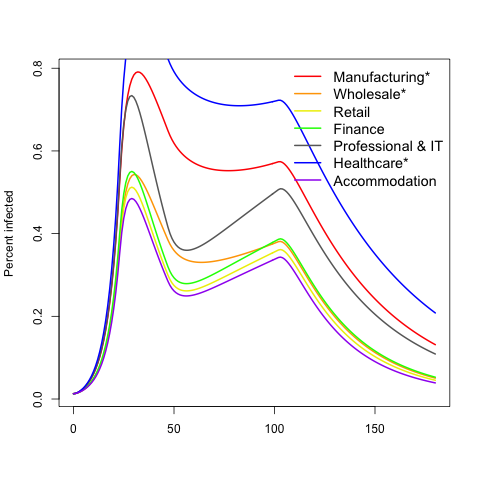 Percent infected
0.8
0.6
0.4
0.2
0.0
0
50
100
150
Manufacturing*
Wholesale*
Retail
Finance
Professional & IT
Healthcare*
Accommodation